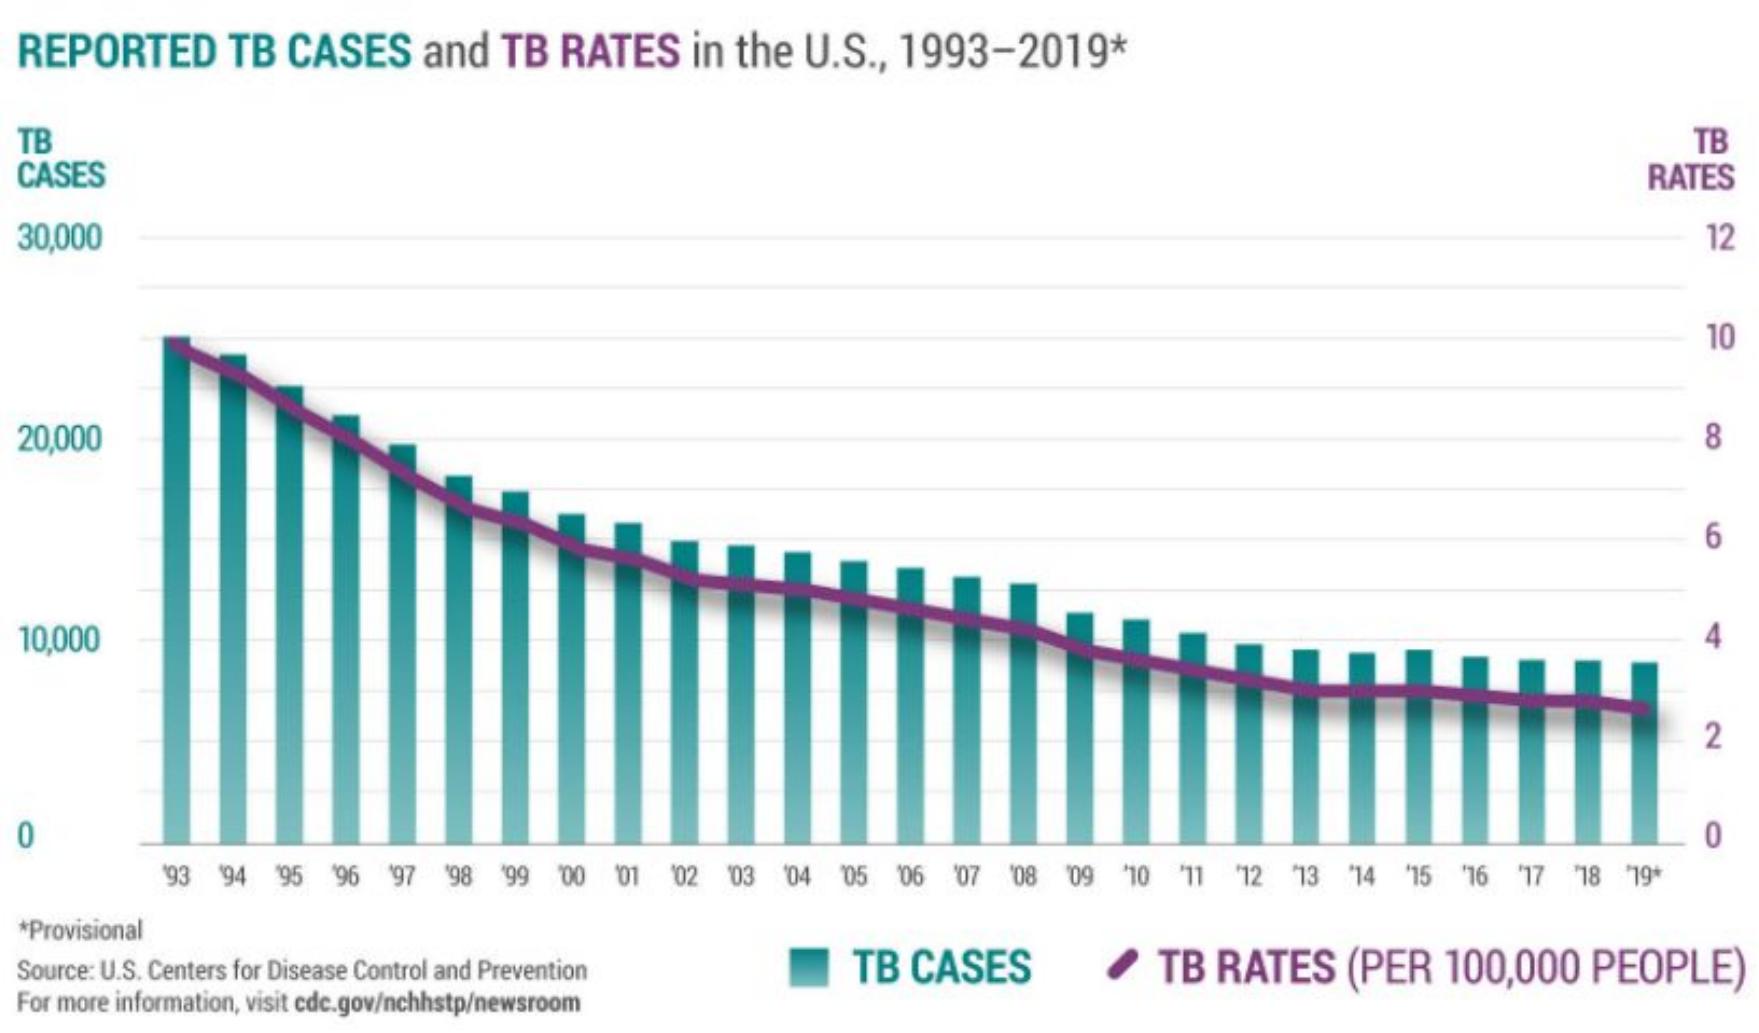 REPORTED TB CASES and TB RATES in the U.S., 1993–2019*
TB
CASES
TB
RATES
30,000
12
10
20,000
8
6
10,000
4
2
0
0
'93 '94 '95 '96 '97 '98 '99 '00 '01 '02 '03 '04 '05 '06 '07 '08 '09 '10 '11 '12 '13 '14 '15 '16 '17 '18 '19*
*Provisional
Source: U.S. Centers for Disease Control and Prevention
For more information, visit cdc.gov/nchhstp/newsroom
TB CASES
TB RATES (PER 100,000 PEOPLE)